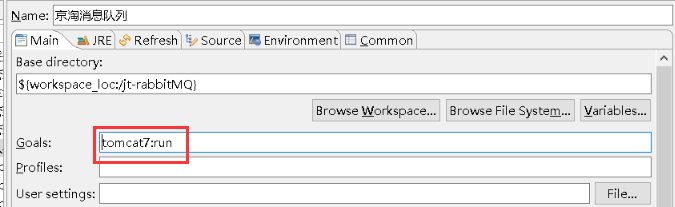 Name: 京淘消息队列
Main JRE Refresh Source Environment Common
Base directory:
${workspace_loc:/jt-rabbitMQ}
Browse Workspace... Browse File System... Variables...
Goals: tomcat7:run
Profiles:
User settings: File...